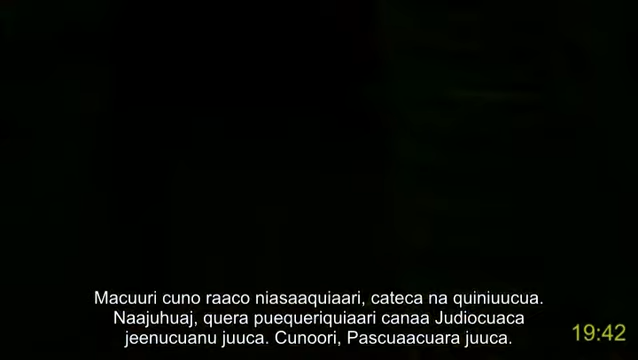 Macuuri cuno raaco niasaaquiaari, cateca na quiniuucua.
Naajuhuaj, quera puequeriquiaari canaa Judiocuaca
jeenucuanu juuca. Cunoori, Pascuaacuara juuca.
19:42